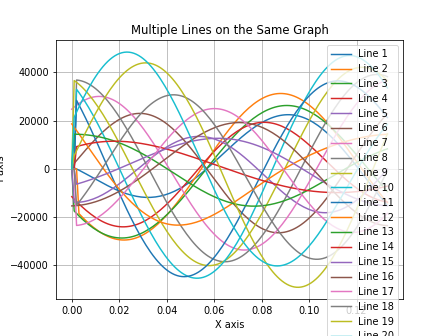 Multiple Lines on the Same Graph
40000
20000
0
−20000
−40000
0.00
0.02
0.04
0.06
0.08
0.10
X axis
Line 1
Line 2
Line 3
Line 4
Line 5
Line 6
Line 7
Line 8
Line 9
Line 10
Line 11
Line 12
Line 13
Line 14
Line 15
Line 16
Line 17
Line 18
Line 19
Line 20